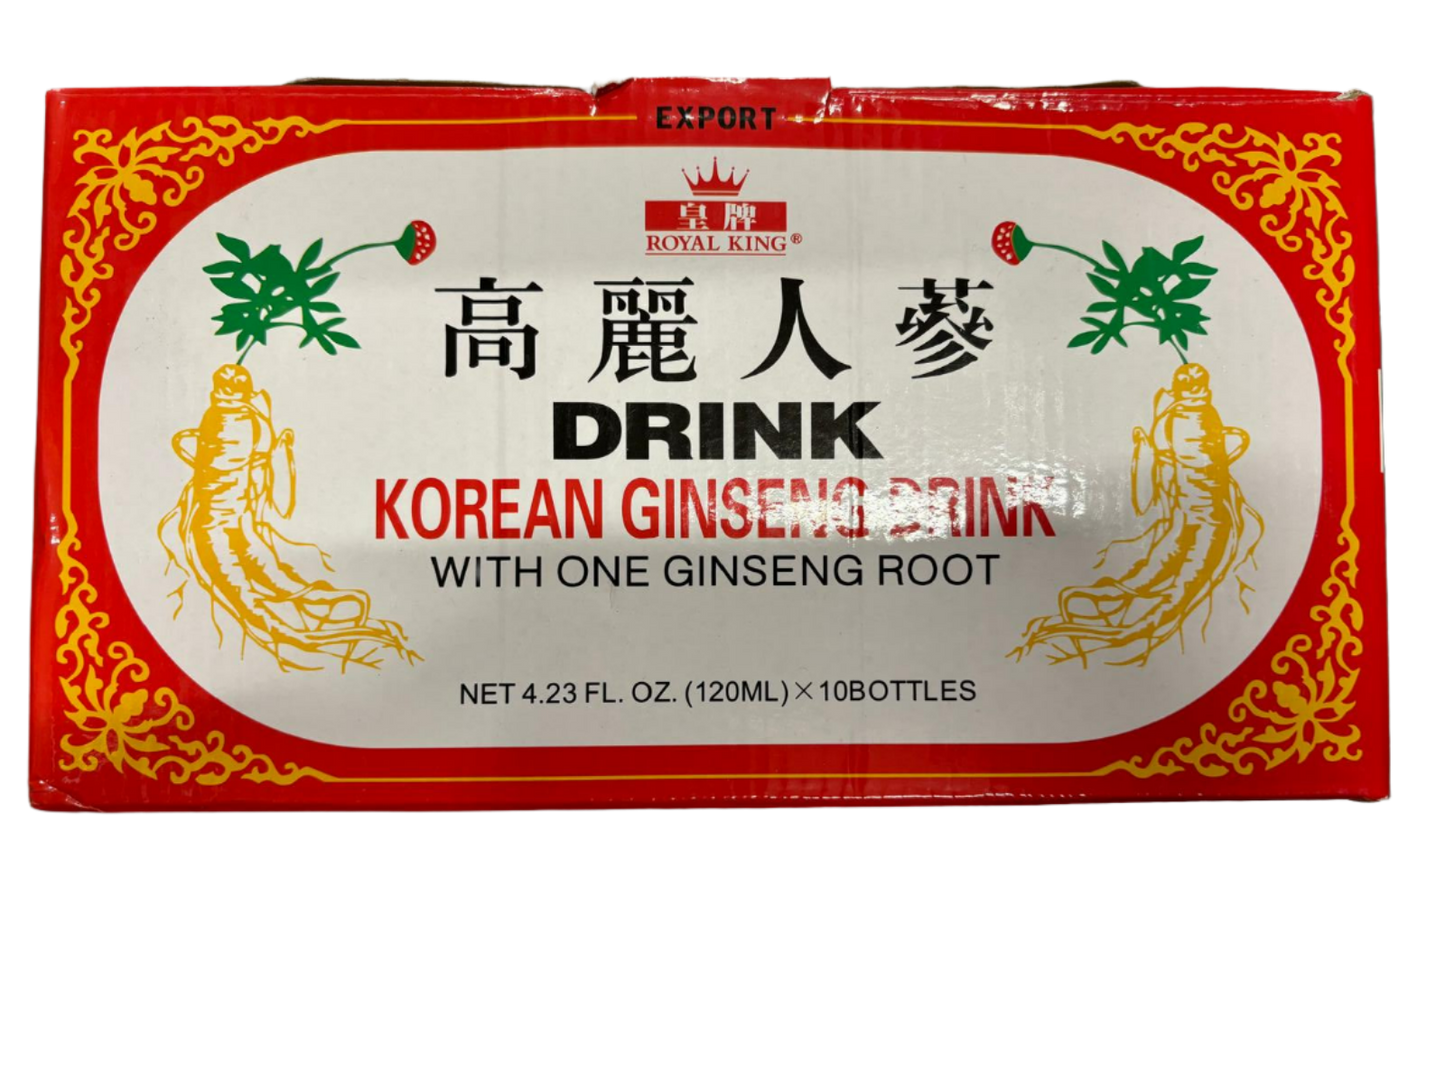 EXPORT
皇牌
ROYAL KING®
高麗人蔘
DRINK
KOREAN GINSENG DRINK
WITH ONE GINSENG ROOT
NET 4.23 FL. OZ. (120ML)×10BOTTLES